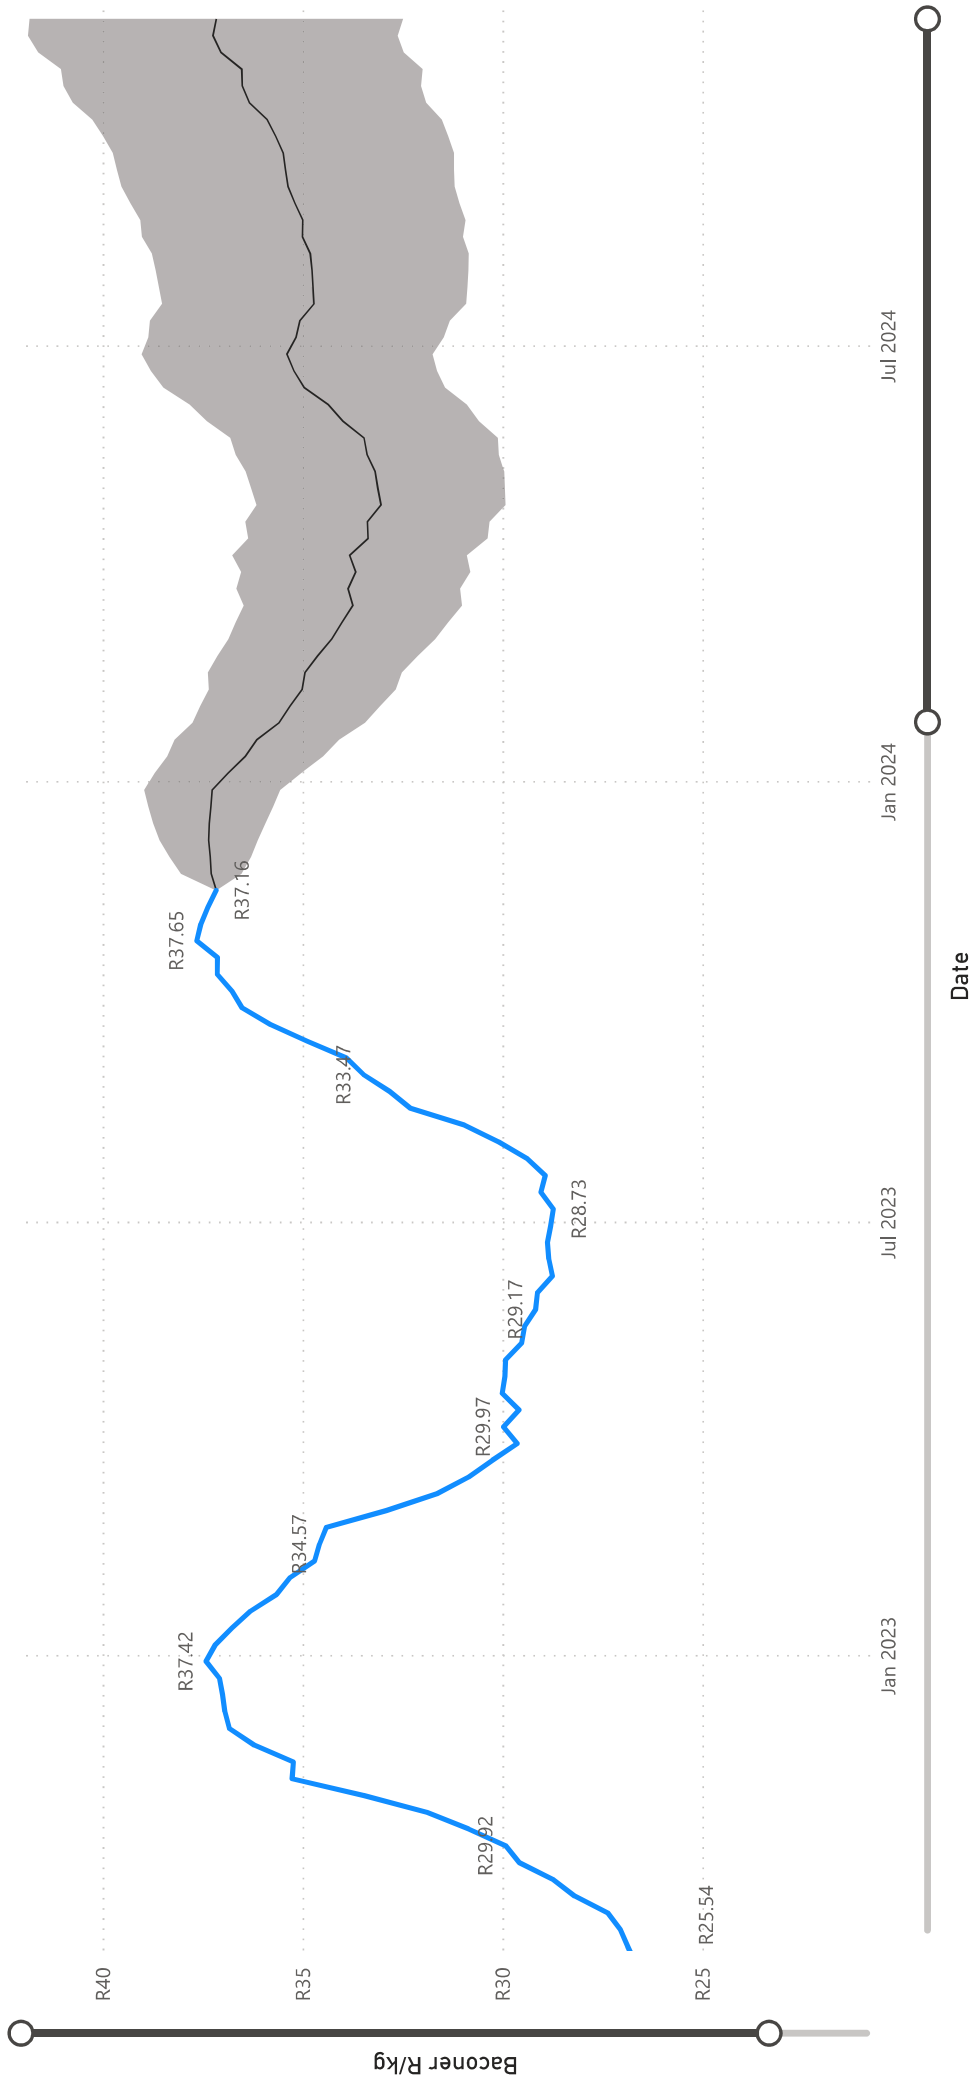 Baconer R/kg
R40
R35
R30
R25
R25.54
R29.92
R37.42
R34.57
R29.97
R29.17
R28.73
R33.47
R37.65
R37.16
Jan 2023
Jul 2023
Jan 2024
Jul 2024
Date